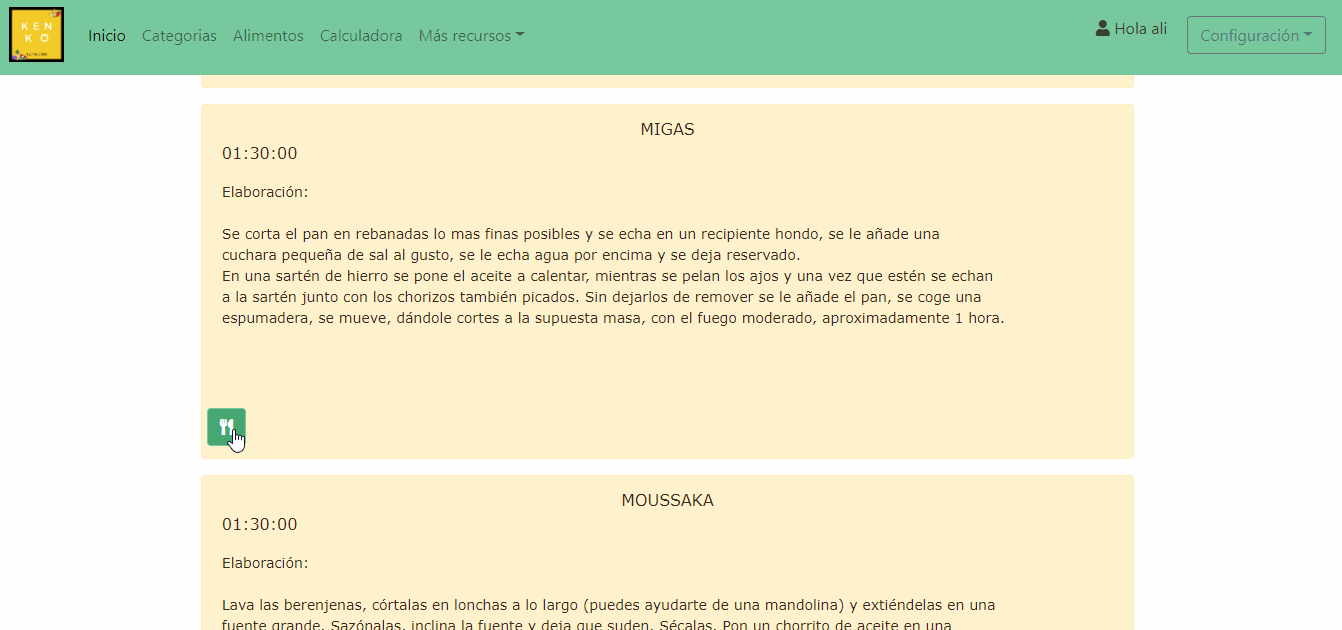 KEN
KO
NUTRICIÓN
Inicio Categorias Alimentos Calculadora Más recursos
Hola ali
Configuración
MIGAS
01:30:00
Elaboración:
Se corta el pan en rebanadas lo mas finas posibles y se echa en un recipiente hondo, se le añade una
cuchara pequeña de sal al gusto, se le echa agua por encima y se deja reservado.
En una sartén de hierro se pone el aceite a calentar, mientras se pelan los ajos y una vez que estén se echan
a la sartén junto con los chorizos también picados. Sin dejarlos de remover se le añade el pan, se coge una
espumadera, se mueve, dándole cortes a la supuesta masa, con el fuego moderado, aproximadamente 1 hora.
MOUSSAKA
01:30:00
Elaboración:
Lava las berenjenas, córtalas en lonchas a lo largo (puedes ayudarte de una mandolina) y extiéndelas en una
fuente grande. Sazónalas, inclina la fuente y deja que suden. Sécalas. Pon un chorrito de aceite en una